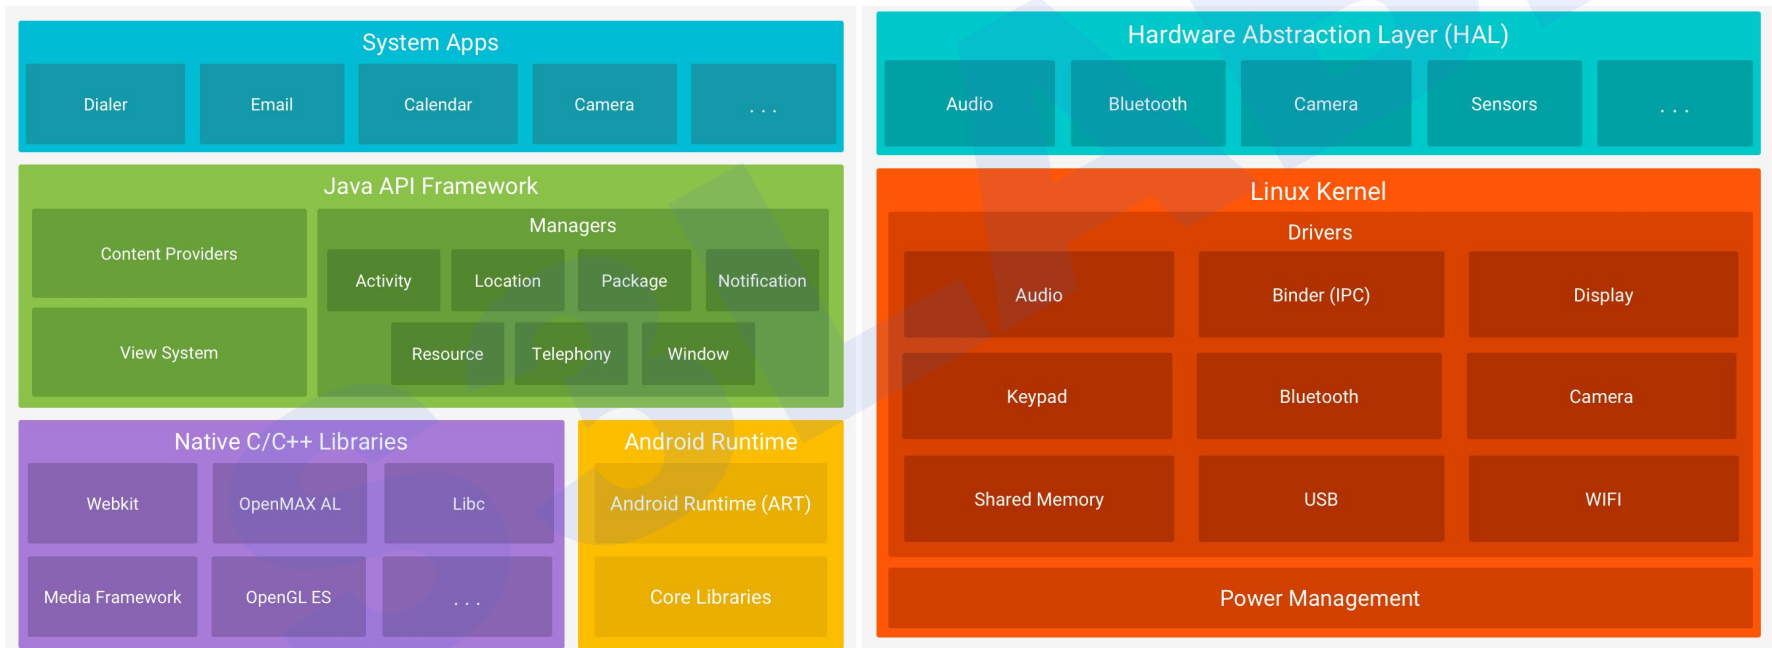 System Apps
Dialer
Email
Calendar
Camera
. . .
Java API Framework
Content Providers
View System
Managers
Activity
Location
Package
Notification
Resource
Telephony
Window
Native C/C++ Libraries
Webkit
OpenMAX AL
Libc
Media Framework
OpenGL ES
. . .
Android Runtime
Android Runtime (ART)
Core Libraries
Hardware Abstraction Layer (HAL)
Audio
Bluetooth
Camera
Sensors
. . .
Linux Kernel
Drivers
Audio
Binder (IPC)
Display
Keypad
Bluetooth
Camera
Shared Memory
USB
WIFI
Power Management